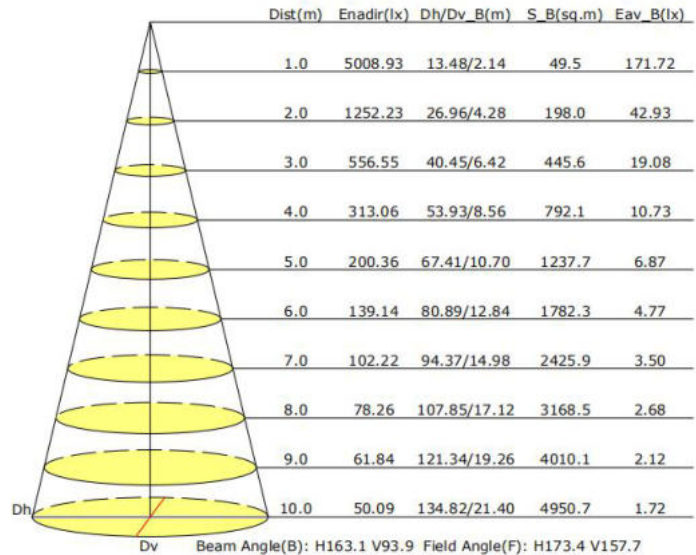 Dist(m) Enadir(lx) Dh/Dv_B(m) S_B(sq.m) Eav_B(lx)
1.0 5008.93 13.48/2.14 49.5 171.72
2.0 1252.23 26.96/4.28 198.0 42.93
3.0 556.55 40.45/6.42 445.6 19.08
4.0 313.06 53.93/8.56 792.1 10.73
5.0 200.36 67.41/10.70 1237.7 6.87
6.0 139.14 80.89/12.84 1782.3 4.77
7.0 102.22 94.37/14.98 2425.9 3.50
8.0 78.26 107.85/17.12 3168.5 2.68
9.0 61.84 121.34/19.26 4010.1 2.12
Dh 10.0 50.09 134.82/21.40 4950.7 1.72
Dv Beam Angle(B): H163.1 V93.9 Field Angle(F): H173.4 V157.7